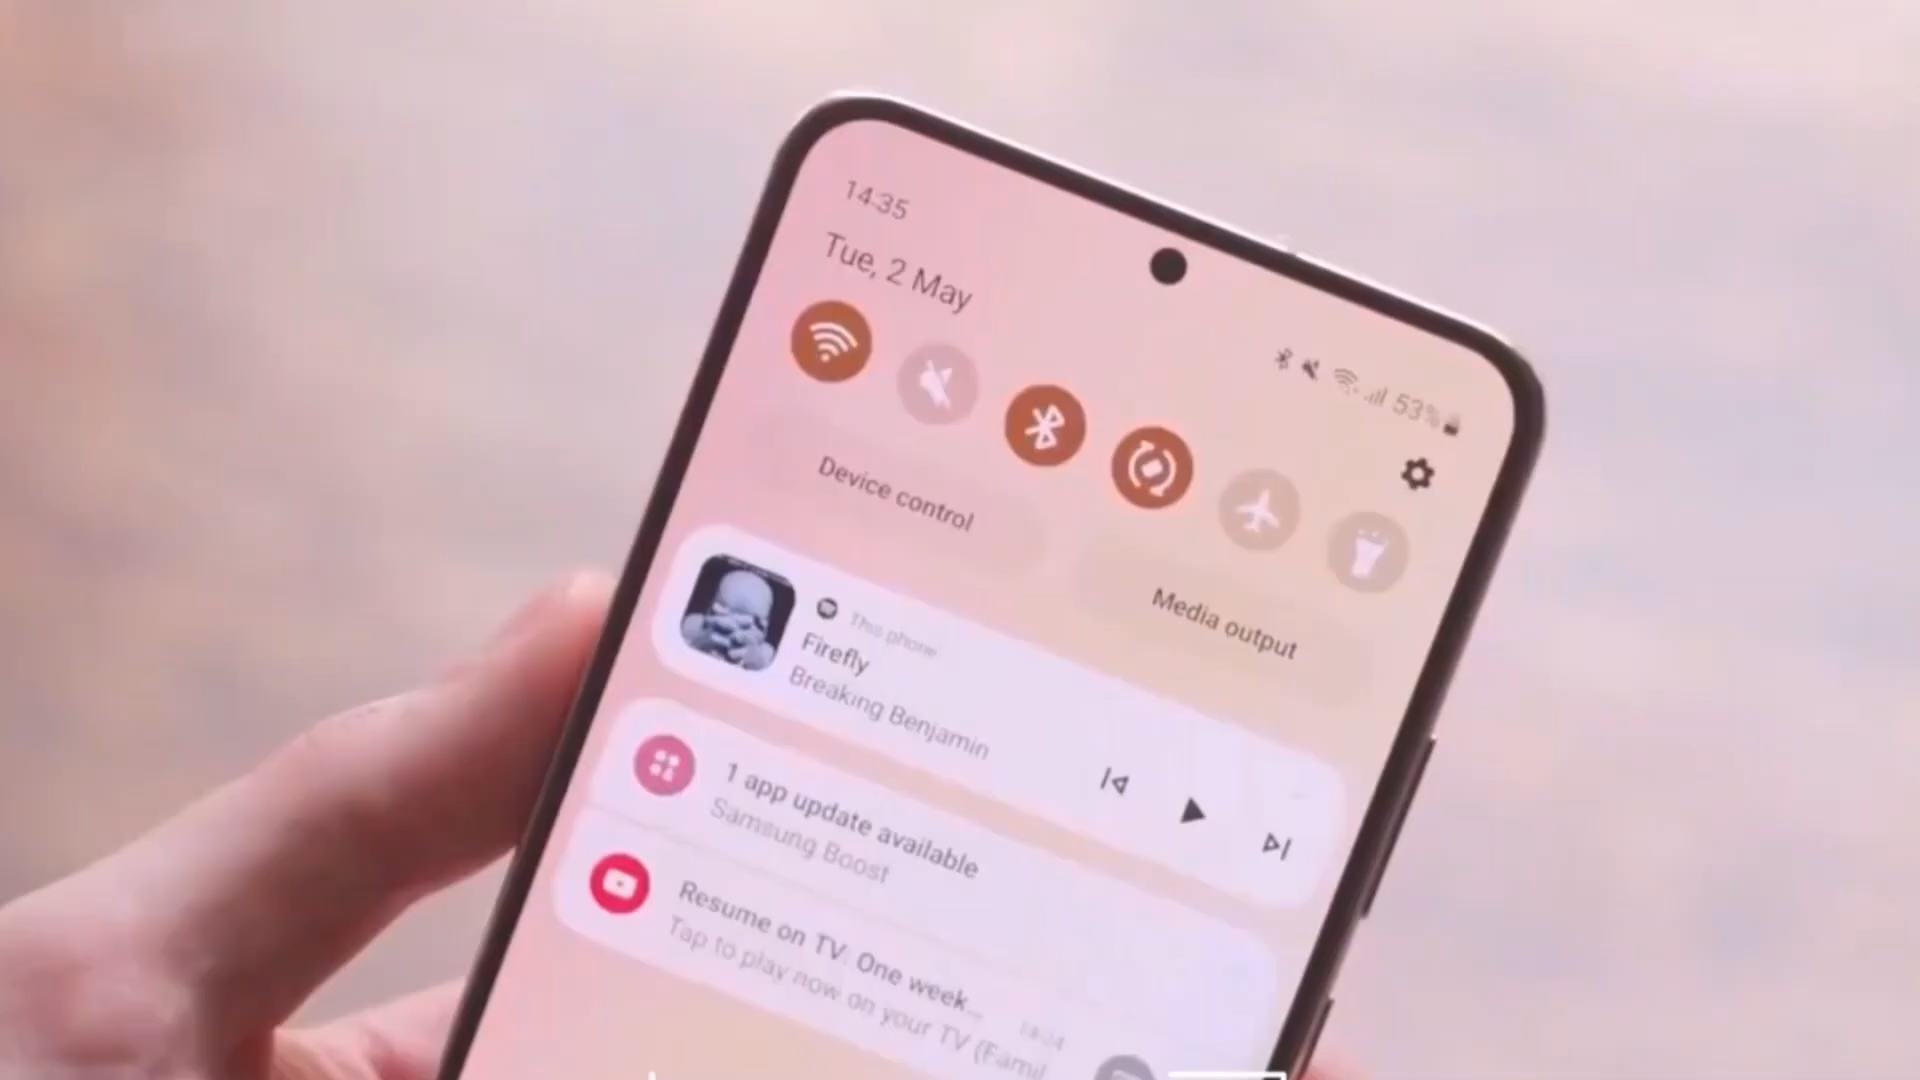 14:35
Tue, 2 May
53%
Device control
Media output
This phone
Firefly
Breaking Benjamin
1 app update available
Samsung Boost
Resume on TV: One week...
Tap to play now on your TV (Famil